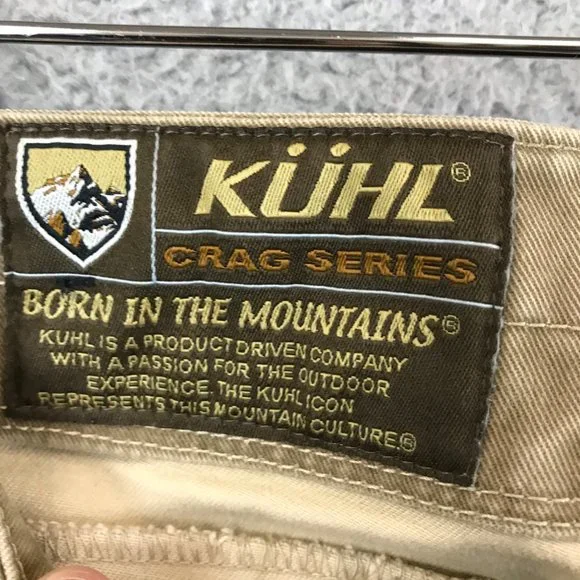 KÜHL®
CRAG SERIES
BORN IN THE MOUNTAINS®
KUHL IS A PRODUCT DRIVEN COMPANY
WITH A PASSION FOR THE OUTDOOR
EXPERIENCE. THE KUHL ICON
REPRESENTS THIS MOUNTAIN CULTURE.®